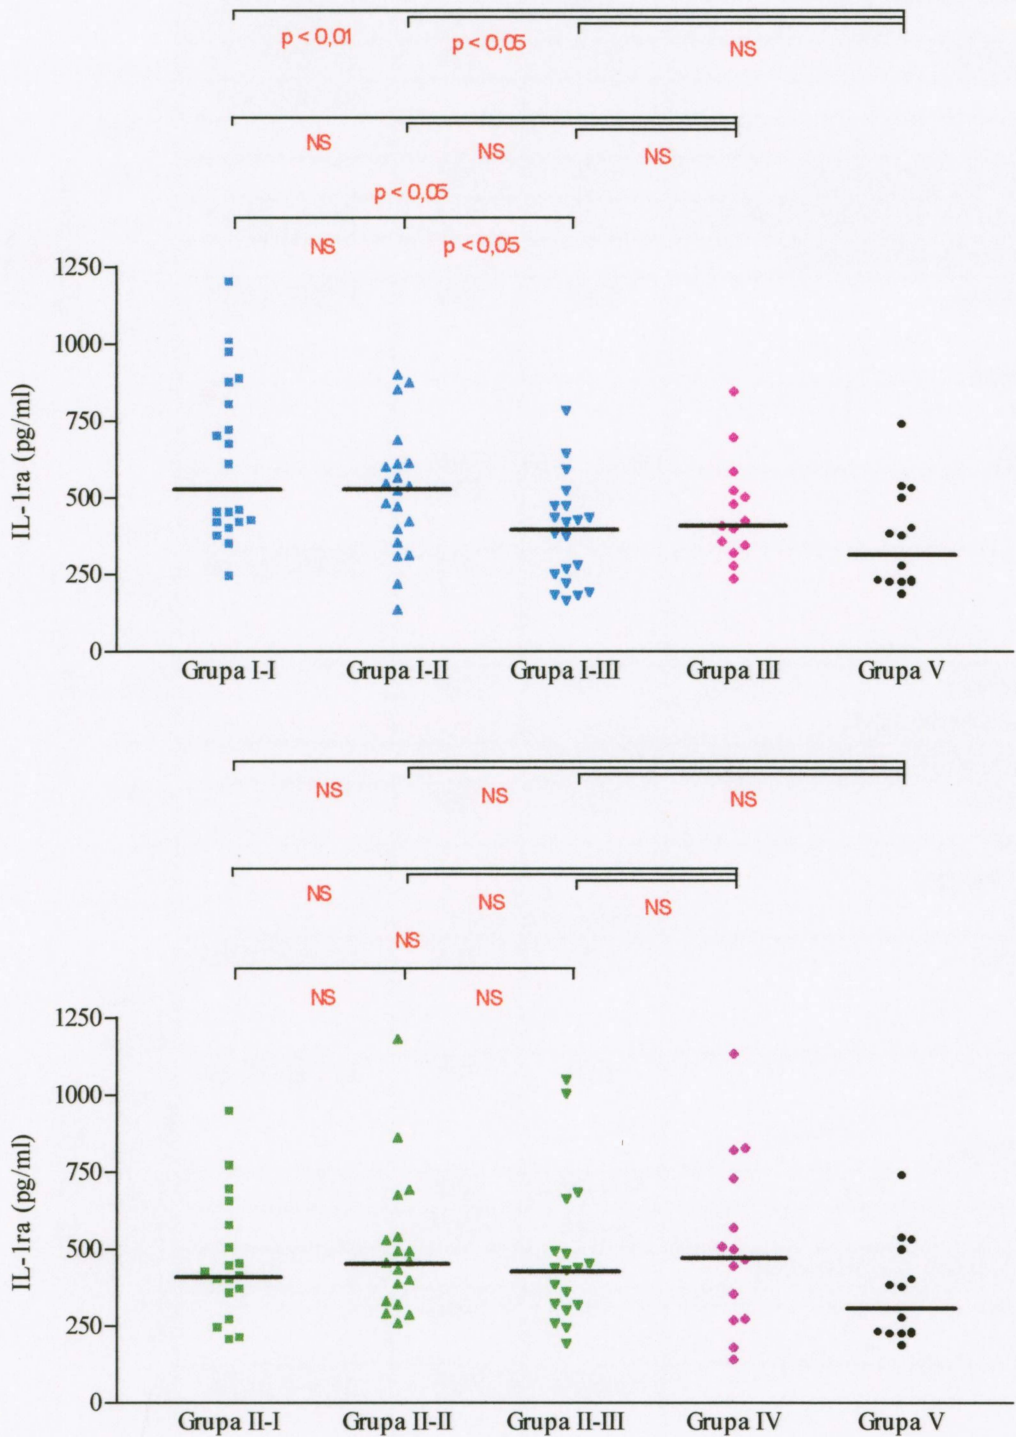 p < 0,01 p < 0,05 NS
NS NS NS
p < 0,05
NS p < 0,05
1250
1000
750
500
250
0
IL-1ra (pg/ml)
Grupa I-I Grupa I-II Grupa I-III Grupa III Grupa V
NS NS NS
NS NS NS
NS
NS NS
1250
1000
750
500
250
0
IL-1ra (pg/ml)
Grupa II-I Grupa II-II Grupa II-III Grupa IV Grupa V